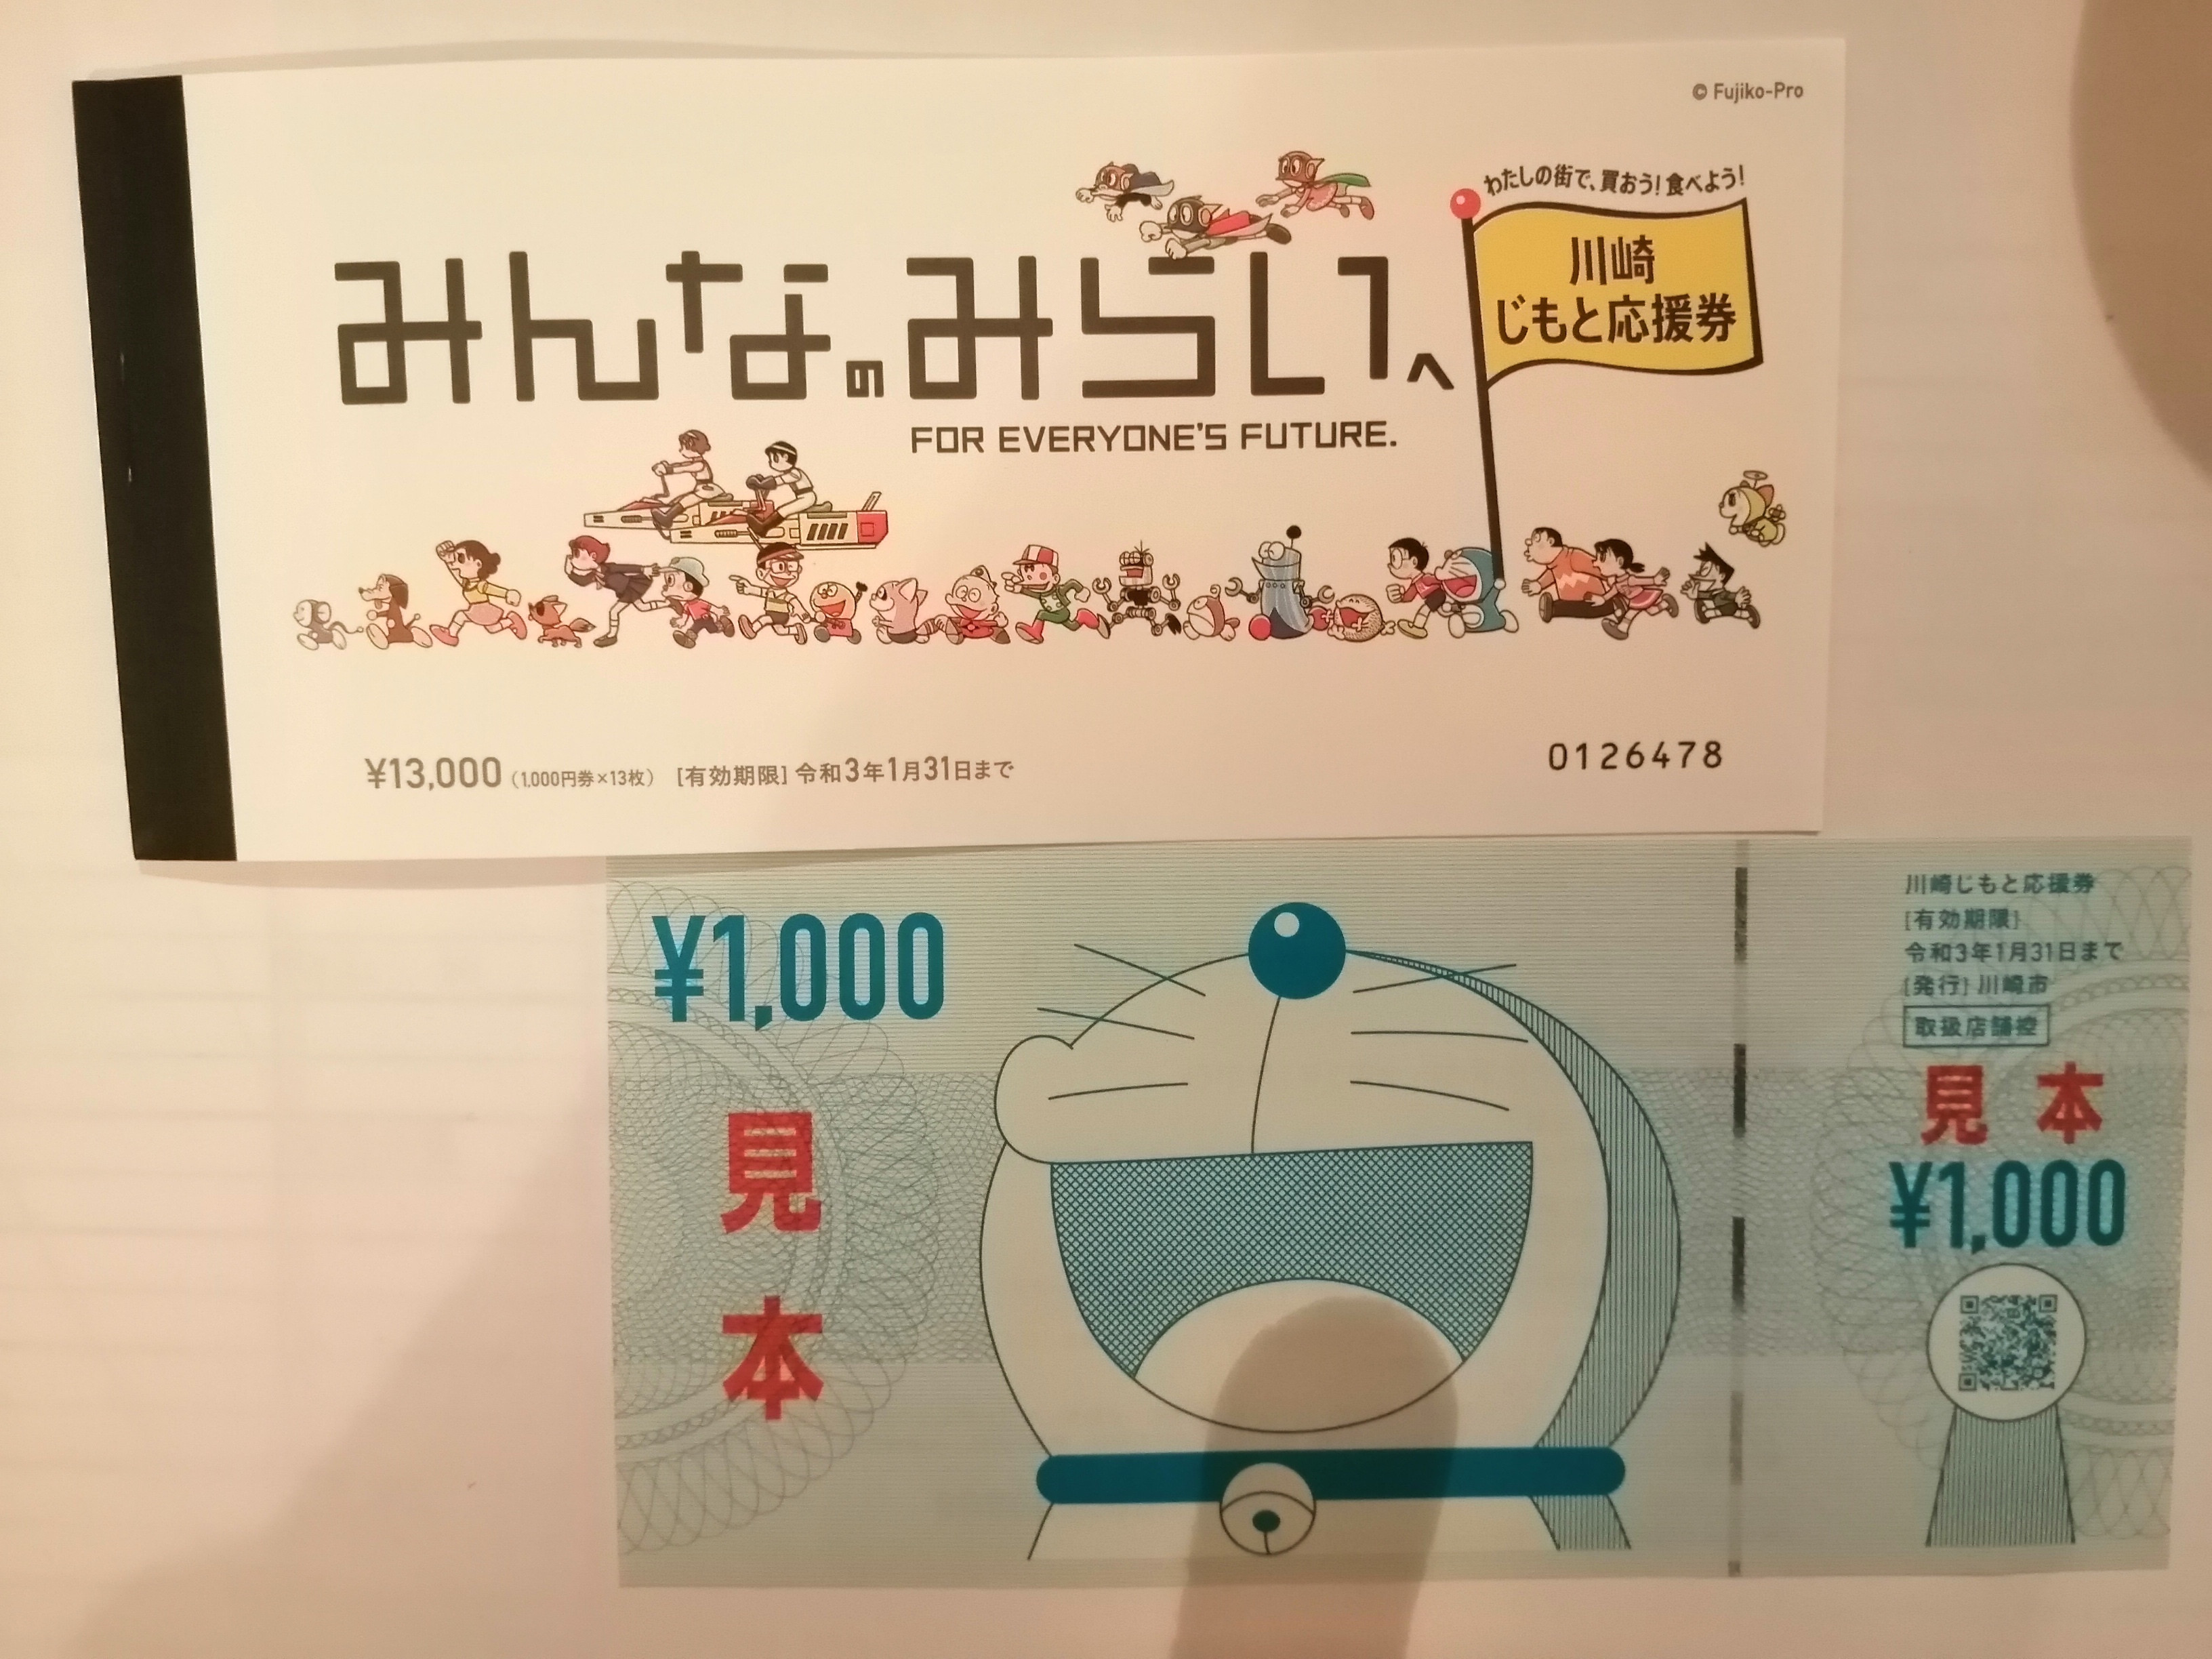 © Fujiko-Pro
わたしの街で、買おう!食べよう!
川崎
じもと応援券
みんなのみらいへ
FOR EVERYONE'S FUTURE.
¥13,000(1,000円券×13枚) [有効期限]令和3年1月31日まで
0126478
¥1,000
見
本
川崎じもと応援券
[有効期限]
令和3年1月31日まで
[発行]川崎市
取扱店舗控
見 本
¥1,000